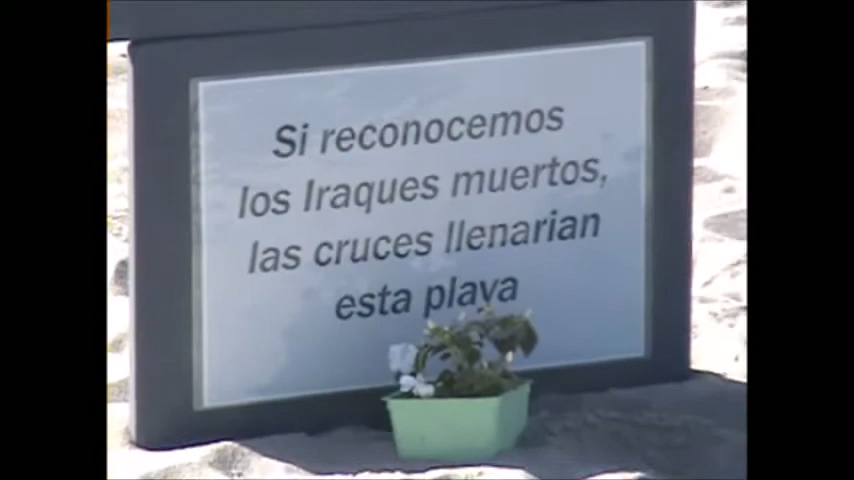 Si reconocemos
los Iraques muertos,
las cruces llenarian
esta playa